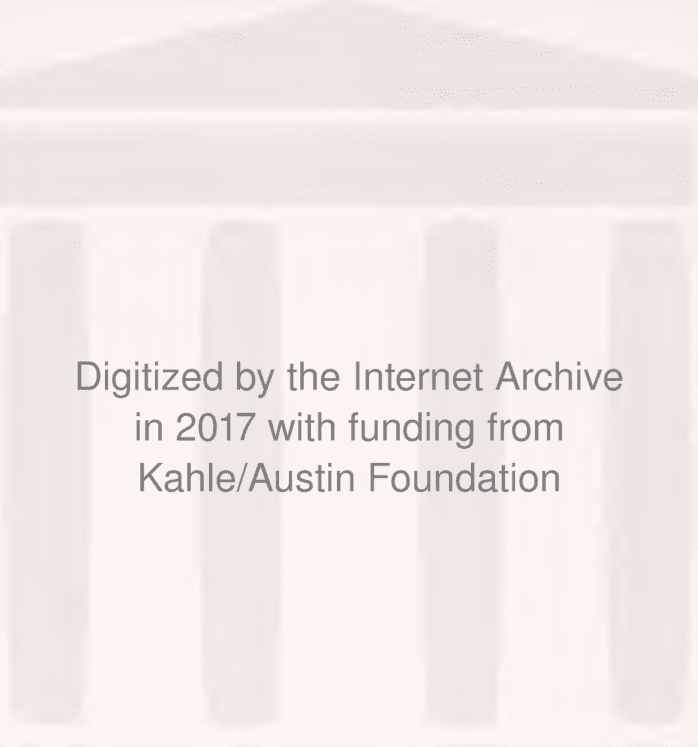 Digitized by the Internet Archive
in 2017 with funding from
Kahle/Austin Foundation